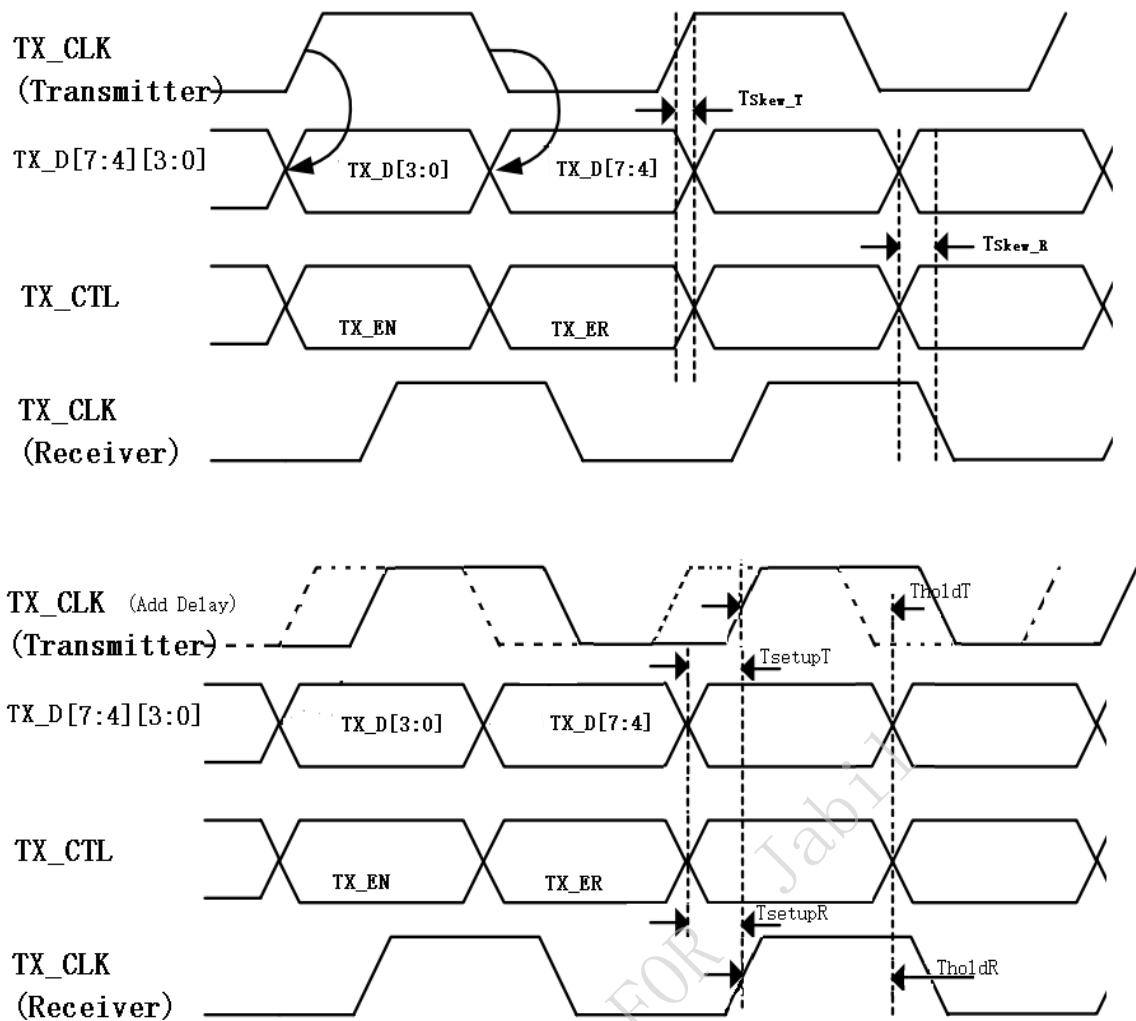 TX_CLK
(Transmitter)
Tskew_T
TX_D[7:4][3:0]
TX_D[3:0]
TX_D[7:4]
Tskew_R
TX_CTL
TX_EN
TX_ER
TX_CLK
(Receiver)
TX_CLK (Add Delay)
(Transmitter)
TholdT
TsetupT
TX_D[7:4][3:0]
TX_D[3:0]
TX_D[7:4]
TX_CTL
TX_EN
TX_ER
TsetupR
TX_CLK
(Receiver)
TholdR
FOR Jabil